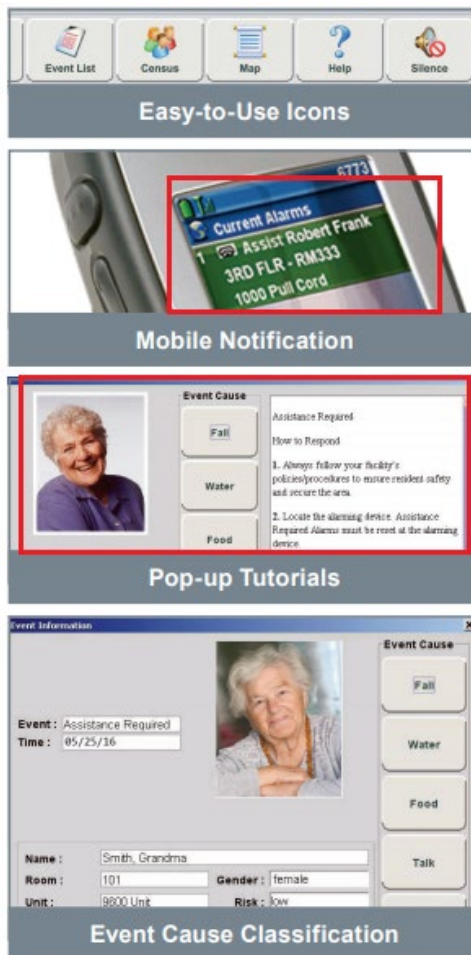 Event List
Census
Map
Help
Silence
Easy-to-Use Icons
6773
Current Alarms
1 Assist Robert Frank
3RD FLR - RM333
1000 Pull Cord
Mobile Notification
Event Cause
Fall
Water
Food
Assistance Required
How to Respond
1. Always follow your facility's
policies/procedures to ensure resident safety
and secure the area.
2. Locate the alarming device. Assistance
Required Alarms must be reset at the alarming
device.
Pop-up Tutorials
Event Information
x
Event Cause
Fall
Water
Food
Talk
Event : Assistance Required
Time : 05/25/16
Name : Smith, Grandma
Room : 101 Gender : female
Unit : 9800 Unit Risk : low
Event Cause Classification